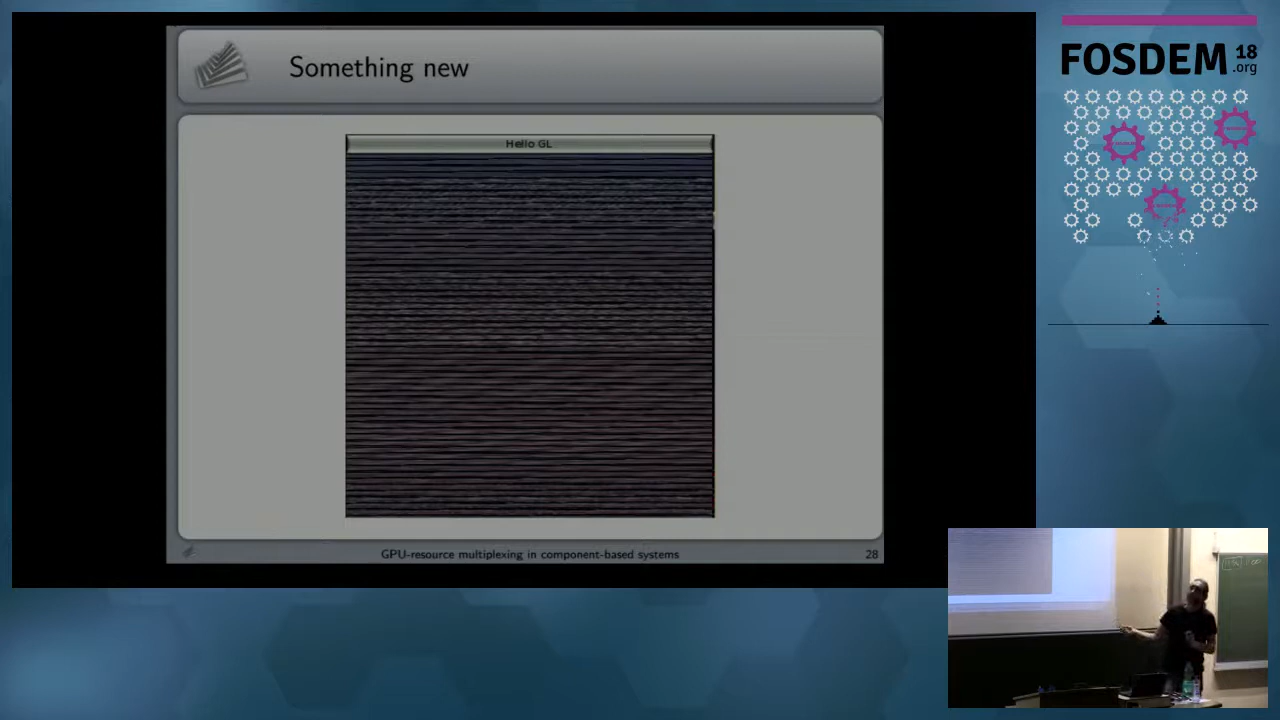 Something new
Hello GL
GPU-resource multiplexing in component-based systems
28
FOSDEM 18
.org